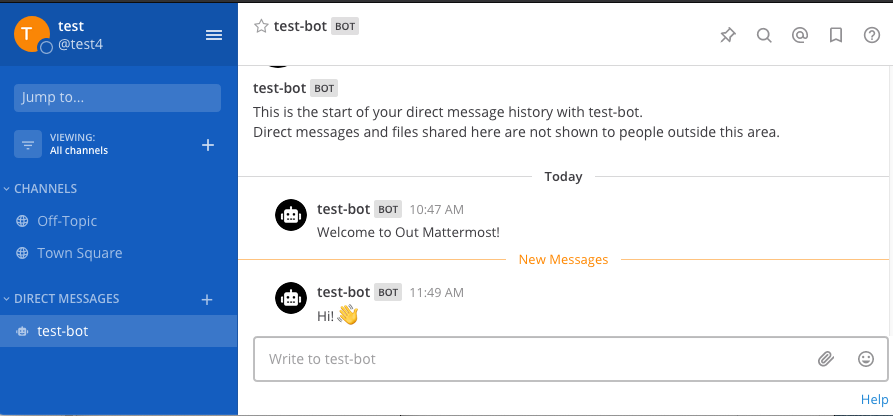 T
test
@test4
Jump to...
VIEWING:
All channels
CHANNELS
Off-Topic
Town Square
DIRECT MESSAGES
test-bot
test-bot BOT
test-bot BOT
This is the start of your direct message history with test-bot.
Direct messages and files shared here are not shown to people outside this area.
Today
test-bot BOT 10:47 AM
Welcome to Out Mattermost!
New Messages
test-bot BOT 11:49 AM
Hi! 👋
Write to test-bot
Help